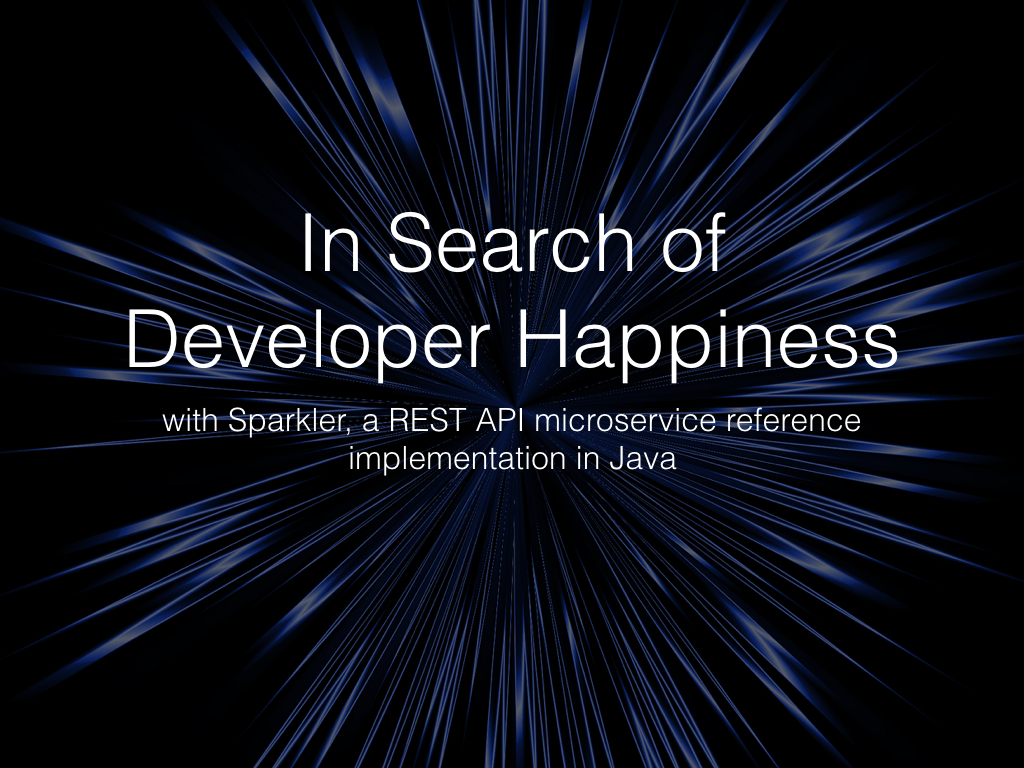 In Search of
Developer Happiness
with Sparkler, a REST API microservice reference
implementation in Java